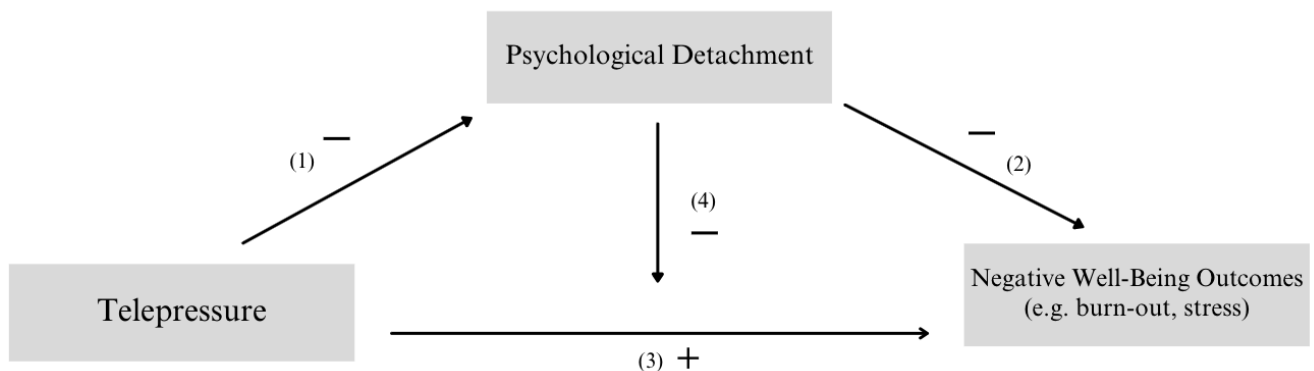 Psychological Detachment
−
(1)
−
(2)
(4)
−
Telepressure
Negative Well-Being Outcomes
(e.g. burn-out, stress)
(3) +